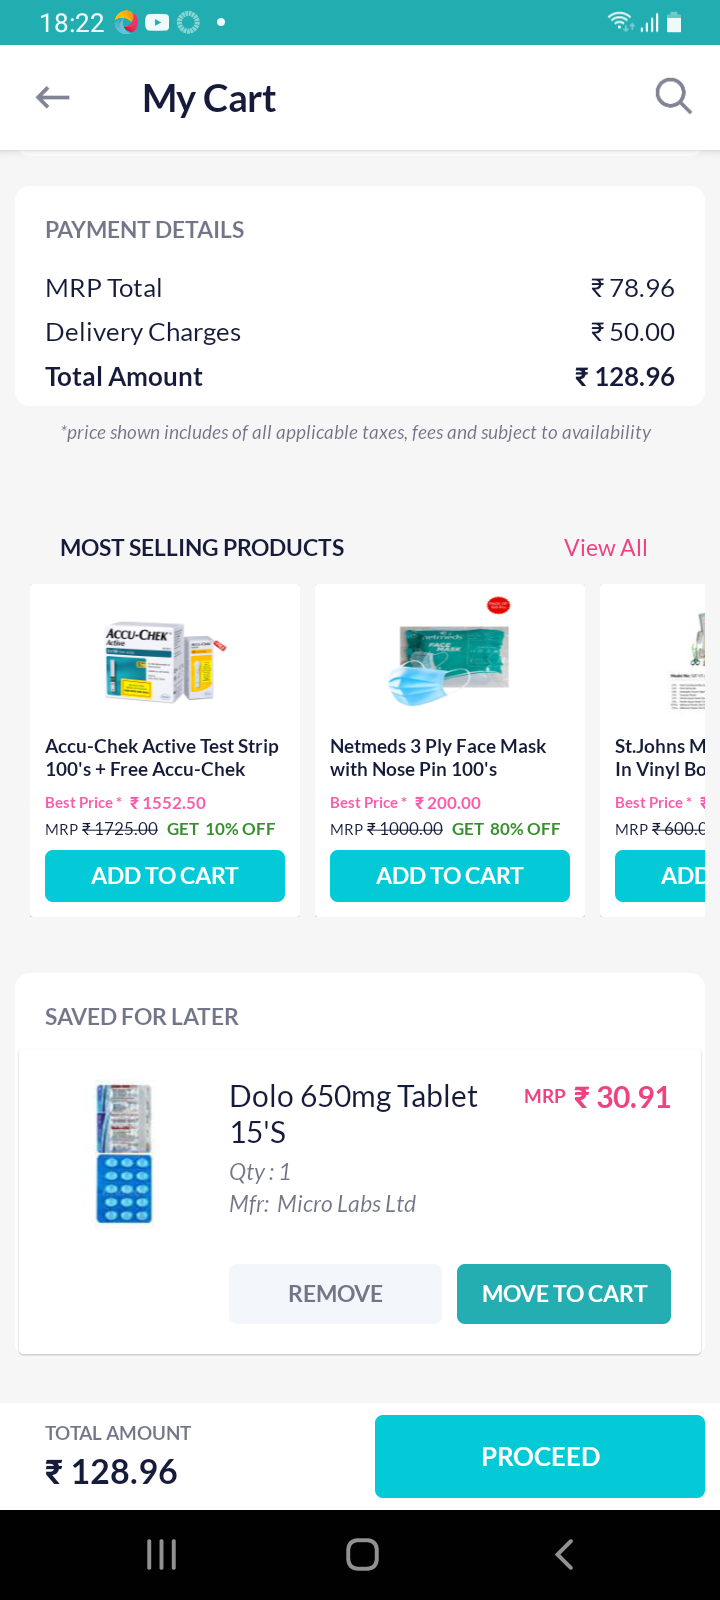 18:22
My Cart
PAYMENT DETAILS
MRP Total ₹ 78.96
Delivery Charges ₹ 50.00
Total Amount ₹ 128.96
*price shown includes of all applicable taxes, fees and subject to availability
MOST SELLING PRODUCTS View All
ACCU-CHEK
Active
netmeds
FACE
MASK
Accu-Chek Active Test Strip
100's + Free Accu-Chek
Best Price * ₹ 1552.50
MRP ₹ 1725.00 GET 10% OFF
ADD TO CART
Netmeds 3 Ply Face Mask
with Nose Pin 100's
Best Price * ₹ 200.00
MRP ₹ 1000.00 GET 80% OFF
ADD TO CART
St.Johns M
In Vinyl Bo
Best Price * ₹
MRP ₹ 600.0
ADD
SAVED FOR LATER
Dolo 650mg Tablet
15'S
MRP ₹ 30.91
Qty : 1
Mfr: Micro Labs Ltd
REMOVE
MOVE TO CART
TOTAL AMOUNT
₹ 128.96
PROCEED